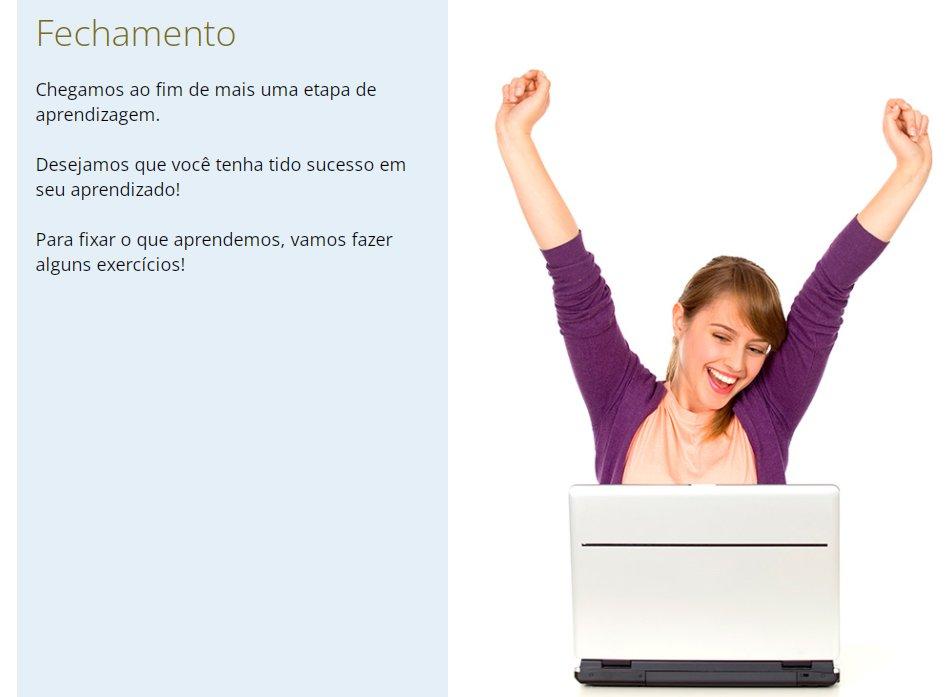 Fechamento
Chegamos ao fim de mais uma etapa de
aprendizagem.
Desejamos que você tenha tido sucesso em
seu aprendizado!
Para fixar o que aprendemos, vamos fazer
alguns exercícios!